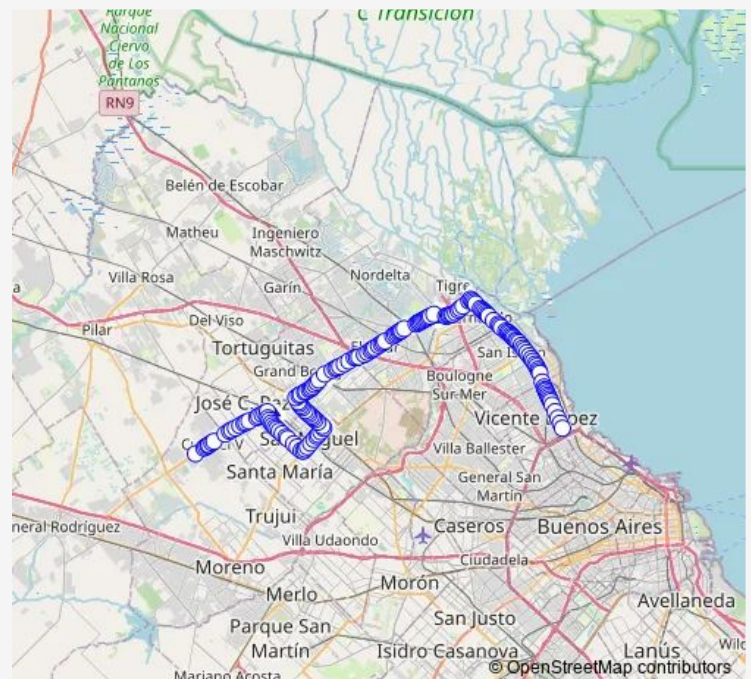 C Transición
Parque
Nacional
Ciervo
de Los
Pantanos
RN9
Belén de Escobar
Matheu
Ingeniero
Maschwitz
Nordelta
Villa Rosa
Garín
Tigre
Pilar
Del Viso
Tortuguitas
San
Grand
Boulogne
Sur-Mer
José C. Paz
Vicente López
San Miguel
Villa Ballester
Santa María
General San
Martín
Trujui
Caseros
Buenos Aires
neral Rodríguez
Villa Udaondo
Ciudadela
Moreno
Morón
Merlo
Avellaneda
Parque San
Martín
San Justo
Isidro Casanova
Lanús
Mariano Acosta
© OpenStreetMap contributors